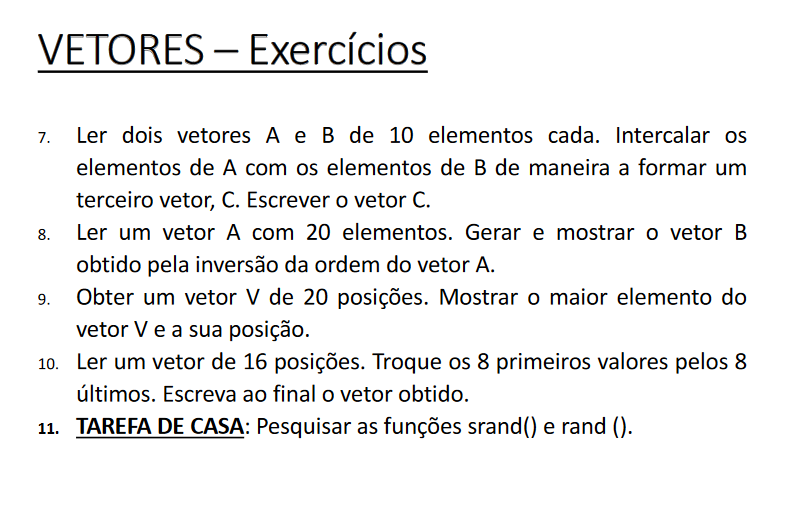 VETORES – Exercícios
7. Ler dois vetores A e B de 10 elementos cada. Intercalar os
elementos de A com os elementos de B de maneira a formar um
terceiro vetor, C. Escrever o vetor C.
8. Ler um vetor A com 20 elementos. Gerar e mostrar o vetor B
obtido pela inversão da ordem do vetor A.
9. Obter um vetor V de 20 posições. Mostrar o maior elemento do
vetor V e a sua posição.
10. Ler um vetor de 16 posições. Troque os 8 primeiros valores pelos 8
últimos. Escreva ao final o vetor obtido.
11. TAREFA DE CASA: Pesquisar as funções srand() e rand ().